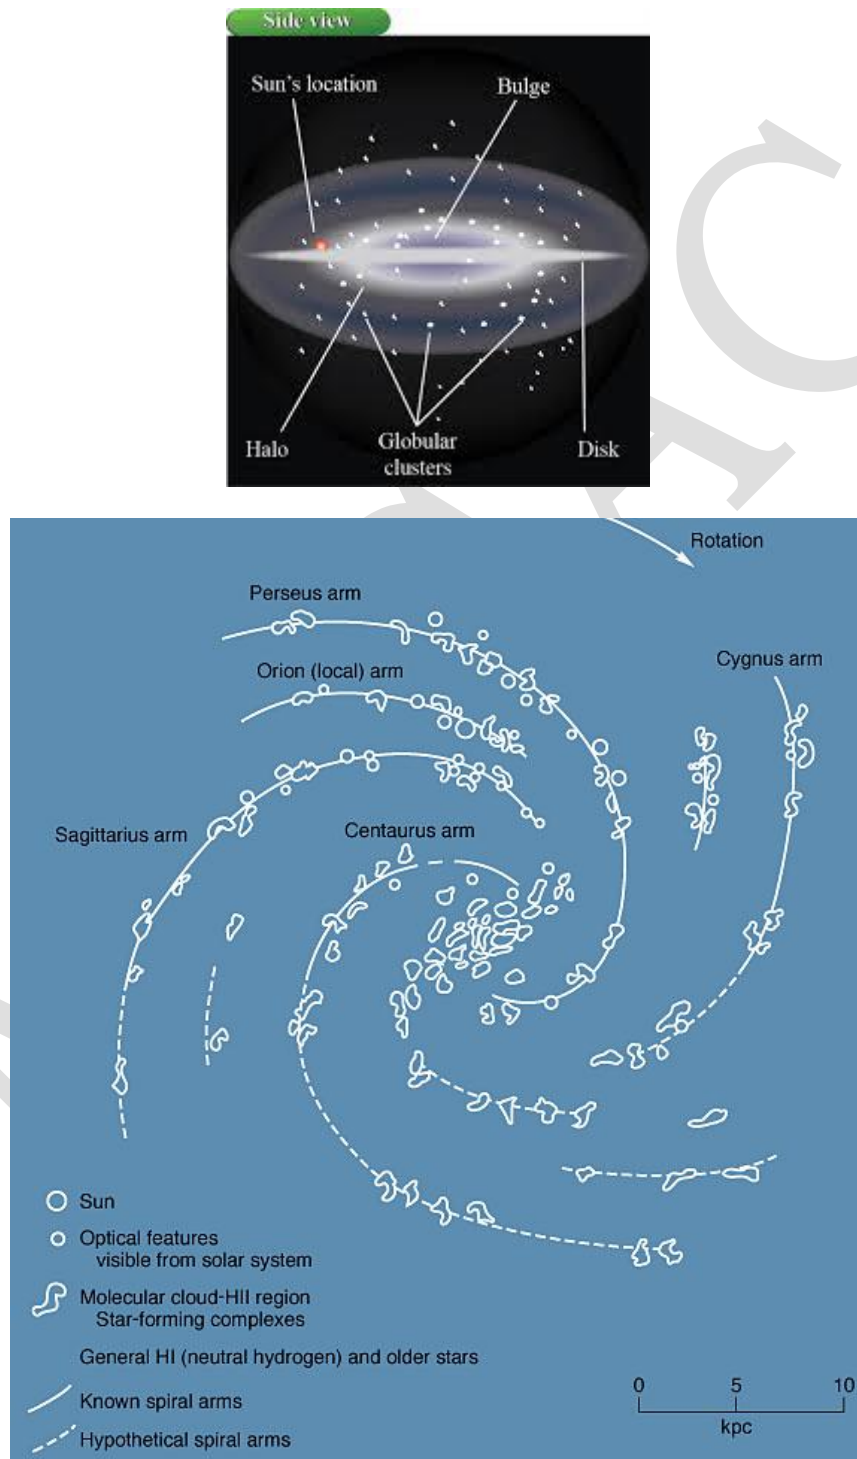 Side view
Sun's location
Bulge
Halo
Globular
clusters
Disk
Rotation
Perseus arm
Cygnus arm
Orion (local) arm
Sagittarius arm
Centaurus arm
Sun
Optical features
visible from solar system
Molecular cloud-HII region
Star-forming complexes
General HI (neutral hydrogen) and older stars
Known spiral arms
Hypothetical spiral arms
0 5 10
kpc